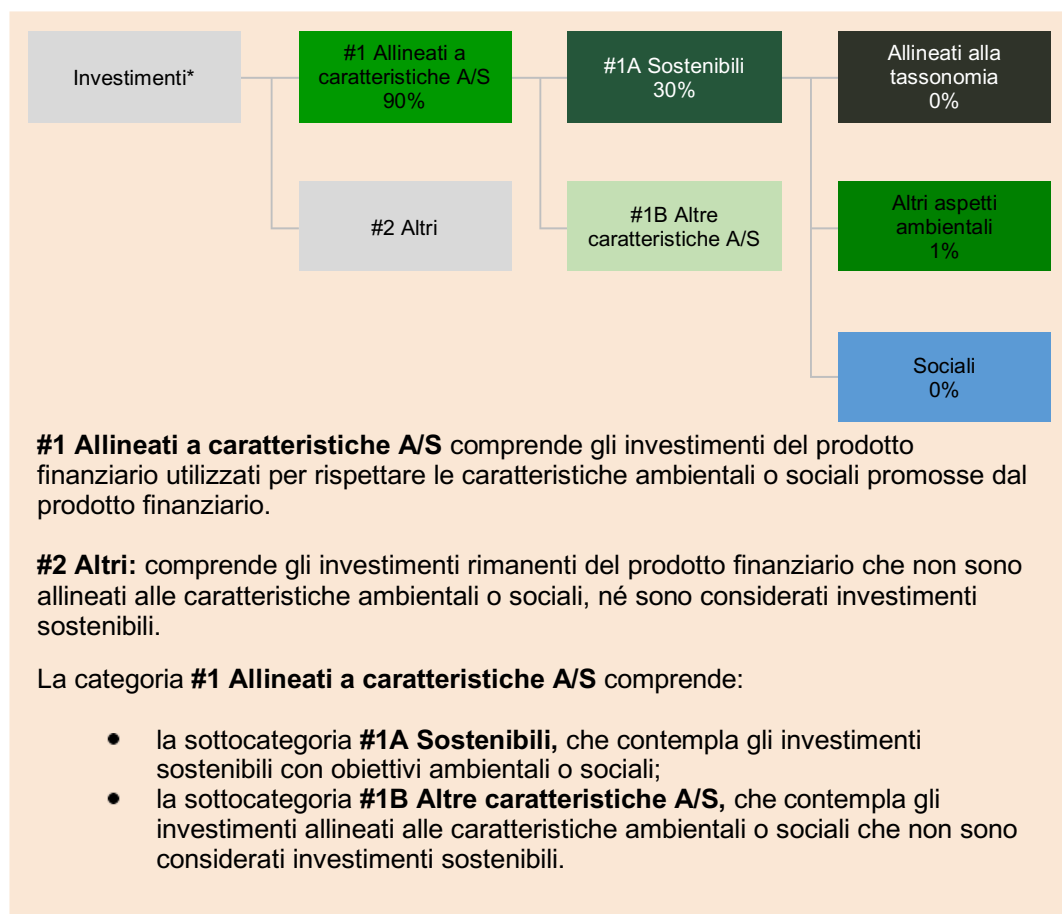 Investimenti*
#1 Allineati a
caratteristiche A/S
90%
#1A Sostenibili
30%
Allineati alla
tassonomia
0%
#2 Altri
#1B Altre
caratteristiche A/S
Altri aspetti
ambientali
1%
Sociali
0%
#1 Allineati a caratteristiche A/S comprende gli investimenti del prodotto
finanziario utilizzati per rispettare le caratteristiche ambientali o sociali promosse dal
prodotto finanziario.
#2 Altri: comprende gli investimenti rimanenti del prodotto finanziario che non sono
allineati alle caratteristiche ambientali o sociali, né sono considerati investimenti
sostenibili.
La categoria #1 Allineati a caratteristiche A/S comprende:
• la sottocategoria #1A Sostenibili, che contempla gli investimenti
sostenibili con obiettivi ambientali o sociali;
• la sottocategoria #1B Altre caratteristiche A/S, che contempla gli
investimenti allineati alle caratteristiche ambientali o sociali che non sono
considerati investimenti sostenibili.